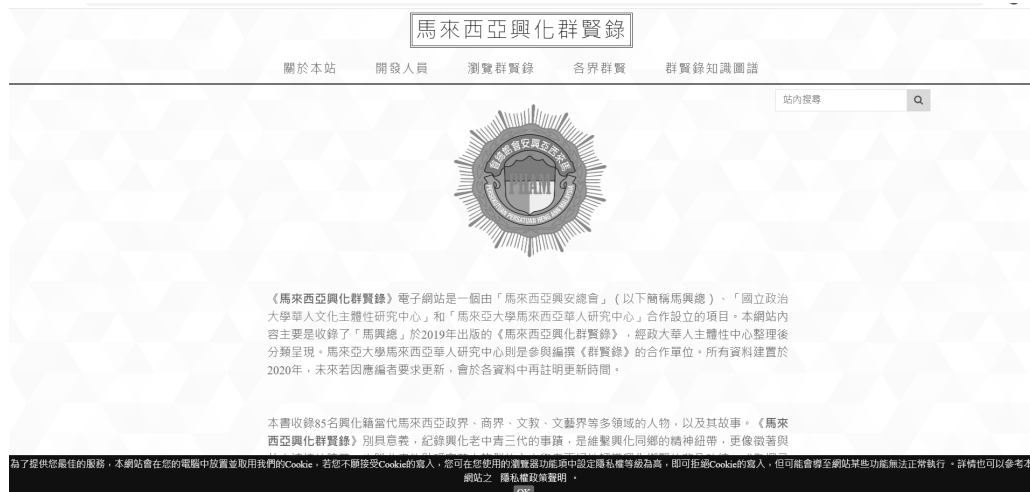 馬來西亞興化群賢錄
關於本站 開發人員 瀏覽群賢錄 各界群賢 群賢錄知識圖譜
站內搜尋
馬來西亞興安會館總會
PHAM
PERSEKUTUAN PERSATUAN HENG ANN MALAYSIA
《馬來西亞興化群賢錄》電子網站是一個由「馬來西亞興安總會」（以下簡稱馬興總）、「國立政治
大學華人文化主體性研究中心」和「馬來亞大學馬來西亞華人研究中心」合作設立的項目。本網站內
容主要是收錄了「馬興總」於2019年出版的《馬來西亞興化群賢錄》，經政大華人主體性中心整理後
分類呈現。馬來亞大學馬來西亞華人研究中心則是參與編撰《群賢錄》的合作單位。所有資料建置於
2020年，未來若因應編者要求更新，會於各資料中再註明更新時間。
本書收錄85名興化籍當代馬來西亞政界、商界、文教、文藝界等多領域的人物，以及其故事。《馬來
西亞興化群賢錄》別具意義，紀錄興化老中青三代的事蹟，是維繫興化同鄉的精神紐帶，更像徵著與
為了提供您最佳的服務，本網站會在您的電腦中放置並取用我們的Cookie，若您不願接受Cookie的寫入，您可在您使用的瀏覽器功能項中設定隱私權等級為高，即可拒絕Cookie的寫入，但可能會導至網站某些功能無法正常執行 。詳情也可以參考本
網站之 隱私權政策聲明 。
OK